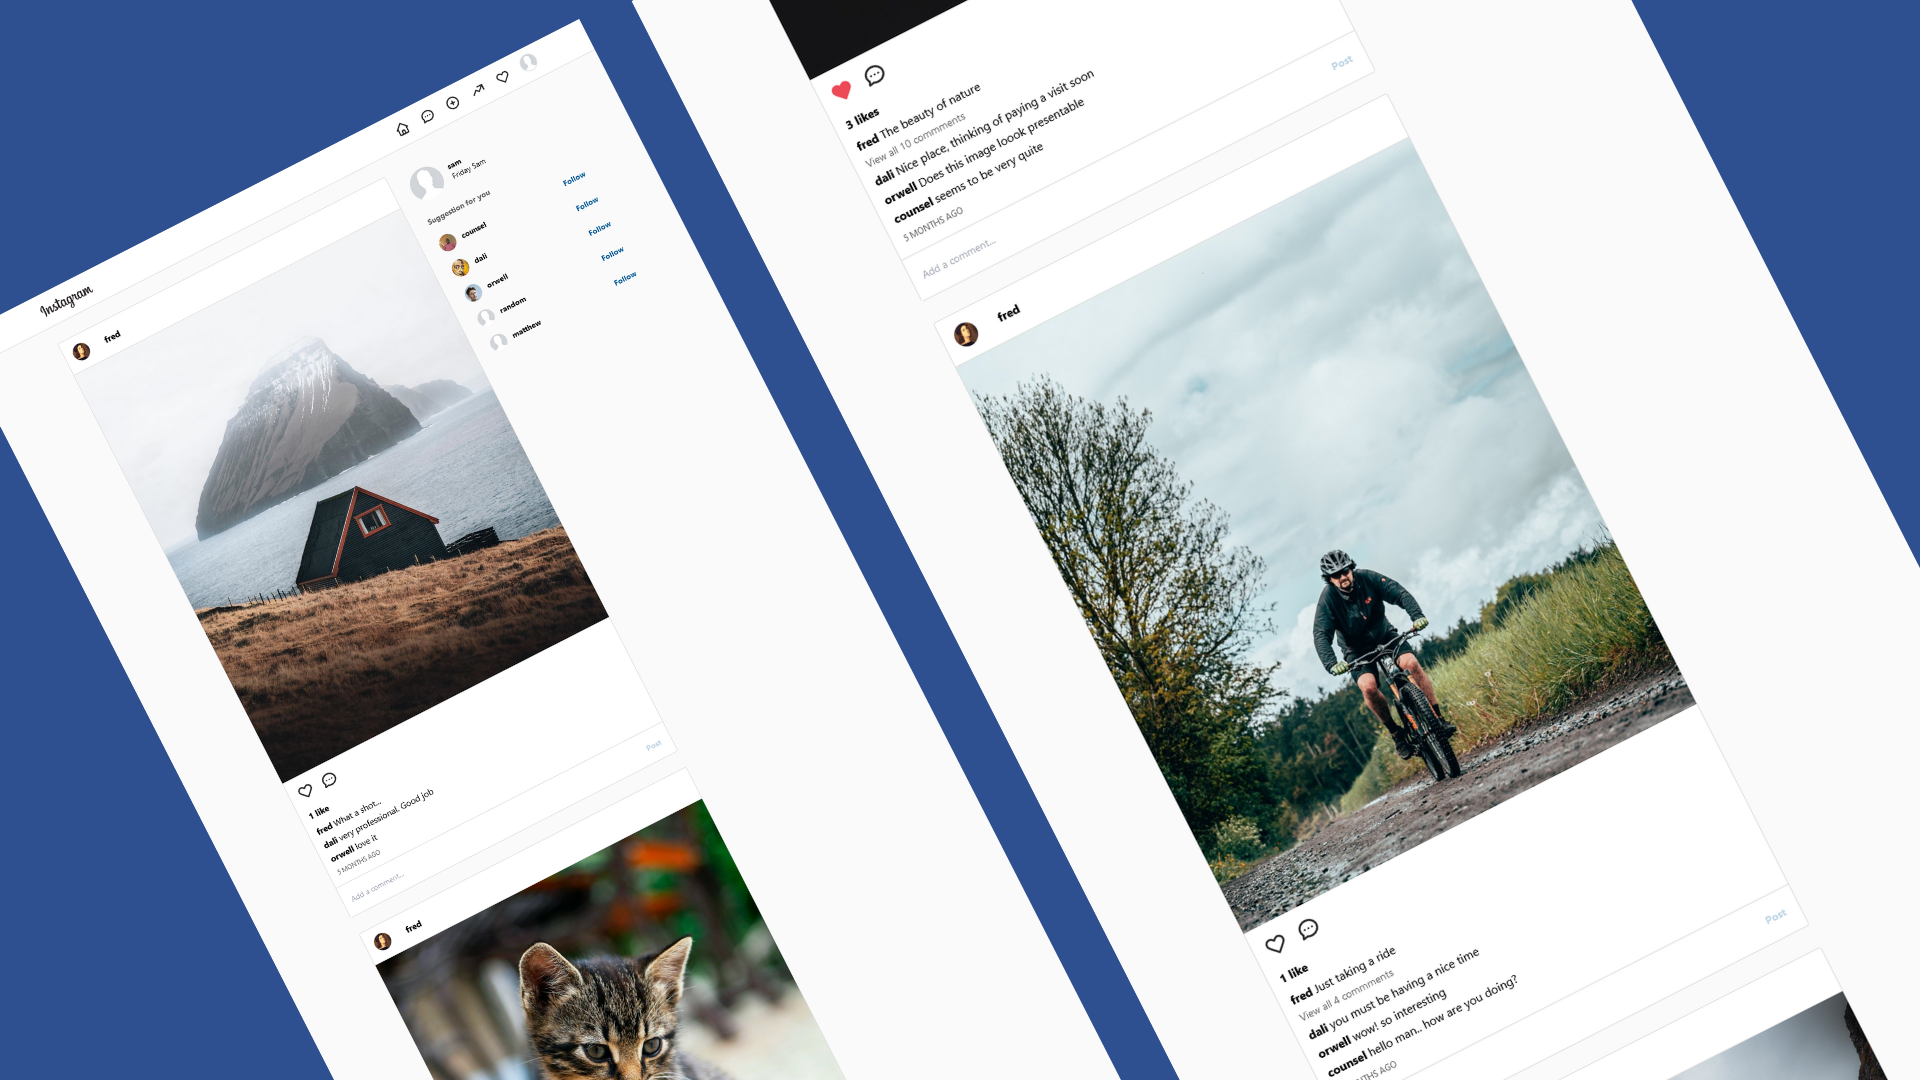 Instagram
fred
sam
Friday Sam
Suggestion for you
counsel
Follow
dali
Follow
orwell
Follow
random
Follow
matthew
Follow
1 like
fred What a shot...
dali very professional. Good job
orwell love it
5 MONTHS AGO
Add a comment...
Post
fred
3 likes
fred The beauty of nature
View all 10 commments
dali Nice place, thinking of paying a visit soon
orwell Does this image loook presentable
counsel seems to be very quite
5 MONTHS AGO
Add a comment...
Post
fred
1 like
fred Just taking a ride
View all 4 commments
dali you must be having a nice time
orwell wow! so interesting
counsel hello man.. how are you doing?
AGO
Post